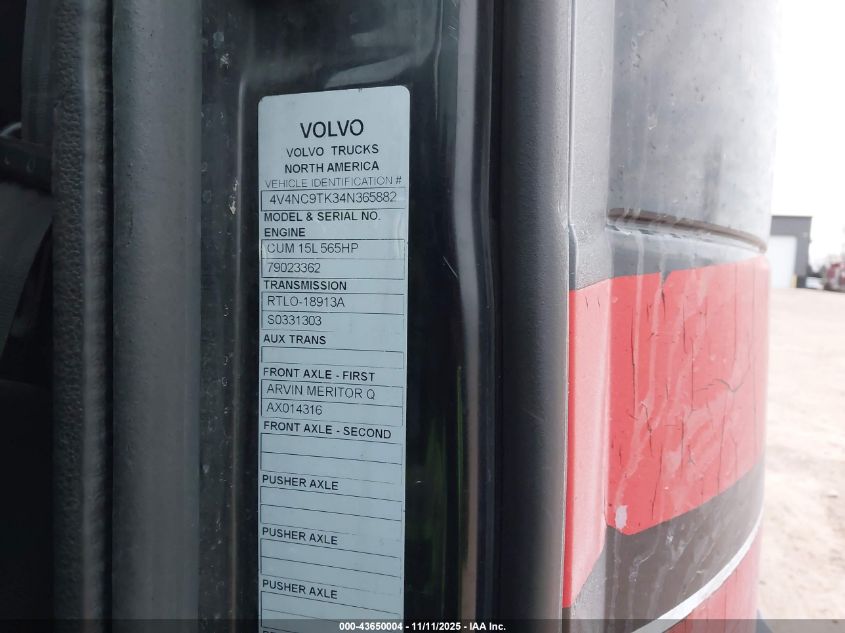 VOLVO
VOLVO TRUCKS
NORTH AMERICA
VEHICLE IDENTIFICATION #
4V4NC9TK34N365882
MODEL & SERIAL NO.
ENGINE
CUM 15L 565HP
79023362
TRANSMISSION
RTLO-18913A
S0331303
AUX TRANS
FRONT AXLE - FIRST
ARVIN MERITOR Q
AX014316
FRONT AXLE - SECOND
PUSHER AXLE
PUSHER AXLE
PUSHER AXLE
000-43650004 - 11/11/2025 - IAA Inc.